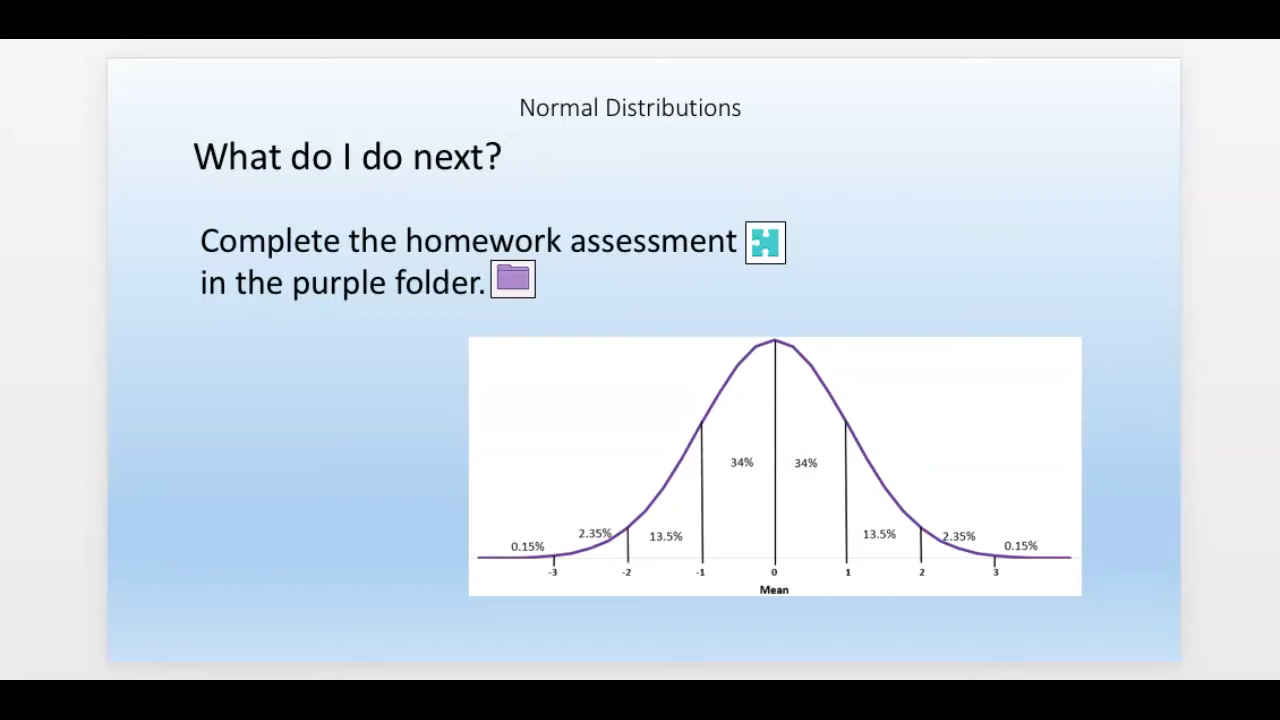 Normal Distributions
What do I do next?
Complete the homework assessment
in the purple folder.
34% 34%
2.35% 13.5% 13.5% 2.35%
0.15% 0.15%
-3 -2 -1 0 1 2 3
Mean